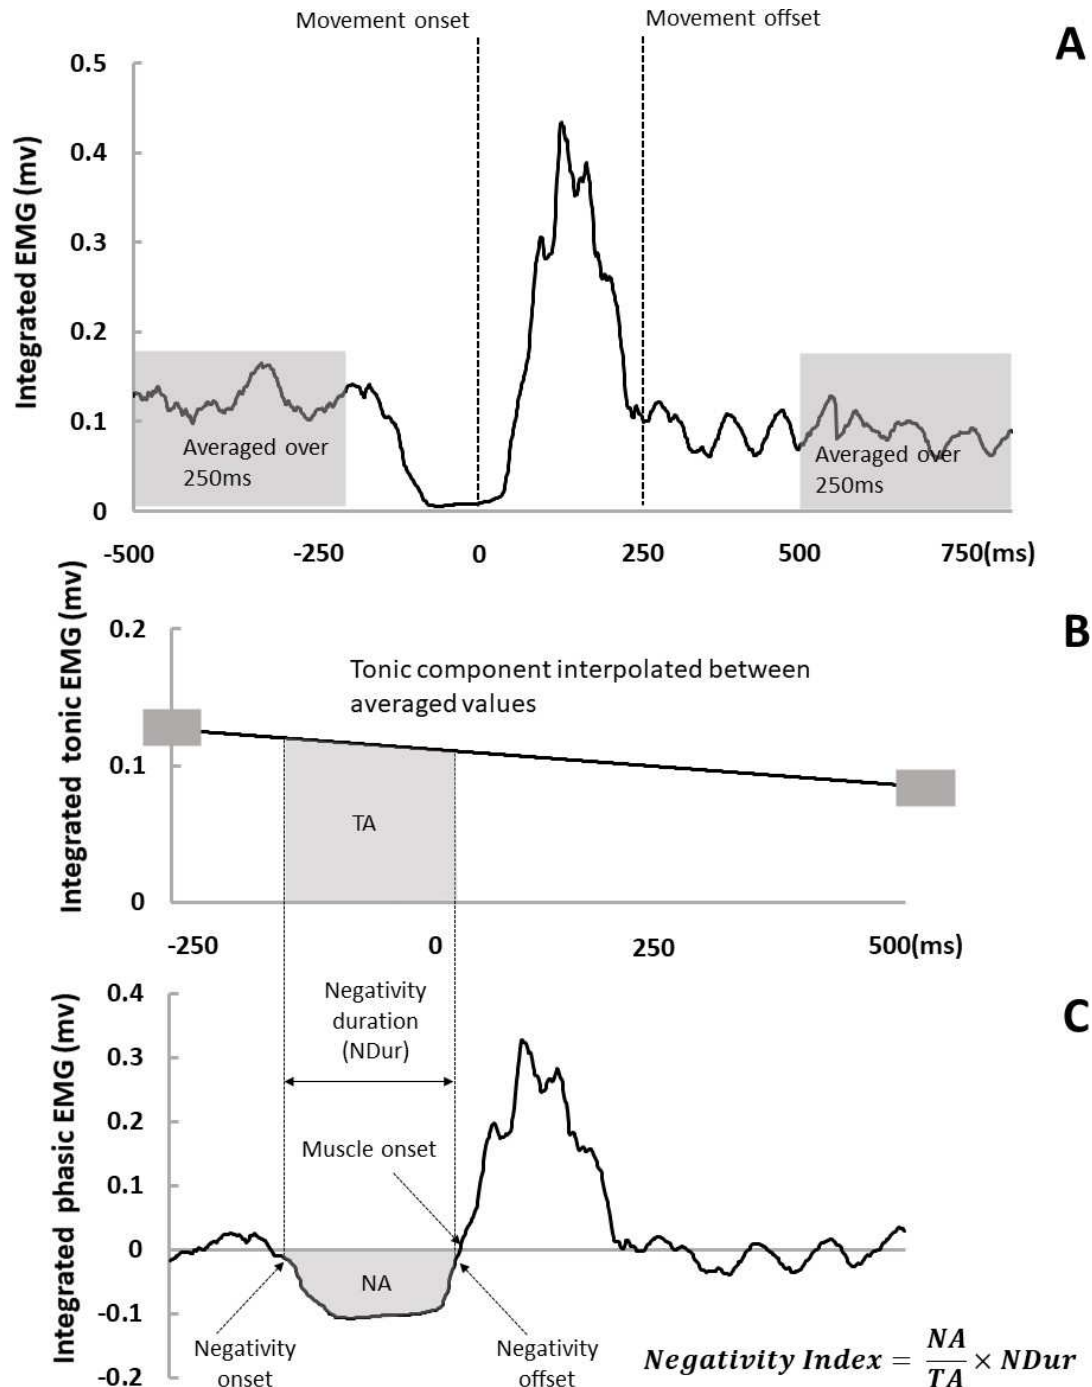 Movement onset
Movement offset
A
Integrated EMG (mv)
0.5
0.4
0.3
0.2
0.1
0
Averaged over
250ms
Averaged over
250ms
-500
-250
0
250
500
750(ms)
B
Integrated tonic EMG (mv)
0.2
0.1
0
Tonic component interpolated between
averaged values
TA
-250
0
250
500(ms)
C
Integrated phasic EMG (mv)
0.4
0.3
0.2
0.1
0
-0.1
-0.2
Negativity
duration
(NDur)
Muscle onset
NA
Negativity
onset
Negativity
offset
Negativity Index = NA/TA × NDur